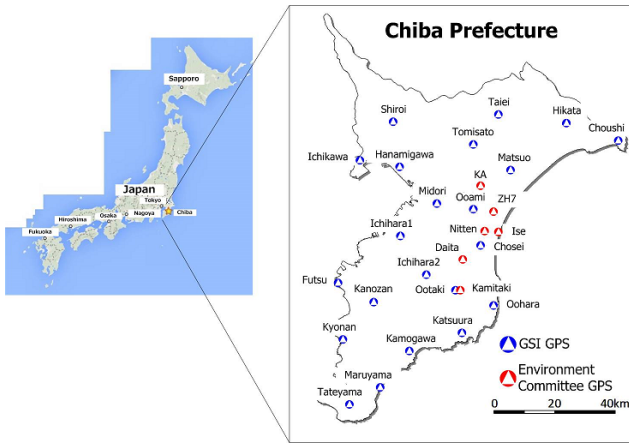 Chiba Prefecture
Sapporo
Japan
Tokyo
Chiba
Nagoya
Osaka
Hiroshima
Fukuoka
Shiroi
Taiei
Hikata
Choushi
Tomisato
Ichikawa
Hanamigawa
Matsuo
KA
Midori
Ooami
ZH7
Nitten
Ise
Ichihara1
Chosei
Daita
Ichihara2
Futsu
Kanozan
Ootaki
Kamitaki
Oohara
Katsuura
Kyonan
Kamogawa
Maruyama
Tateyama
GSI GPS
Environment
Committee GPS
0 20 40km